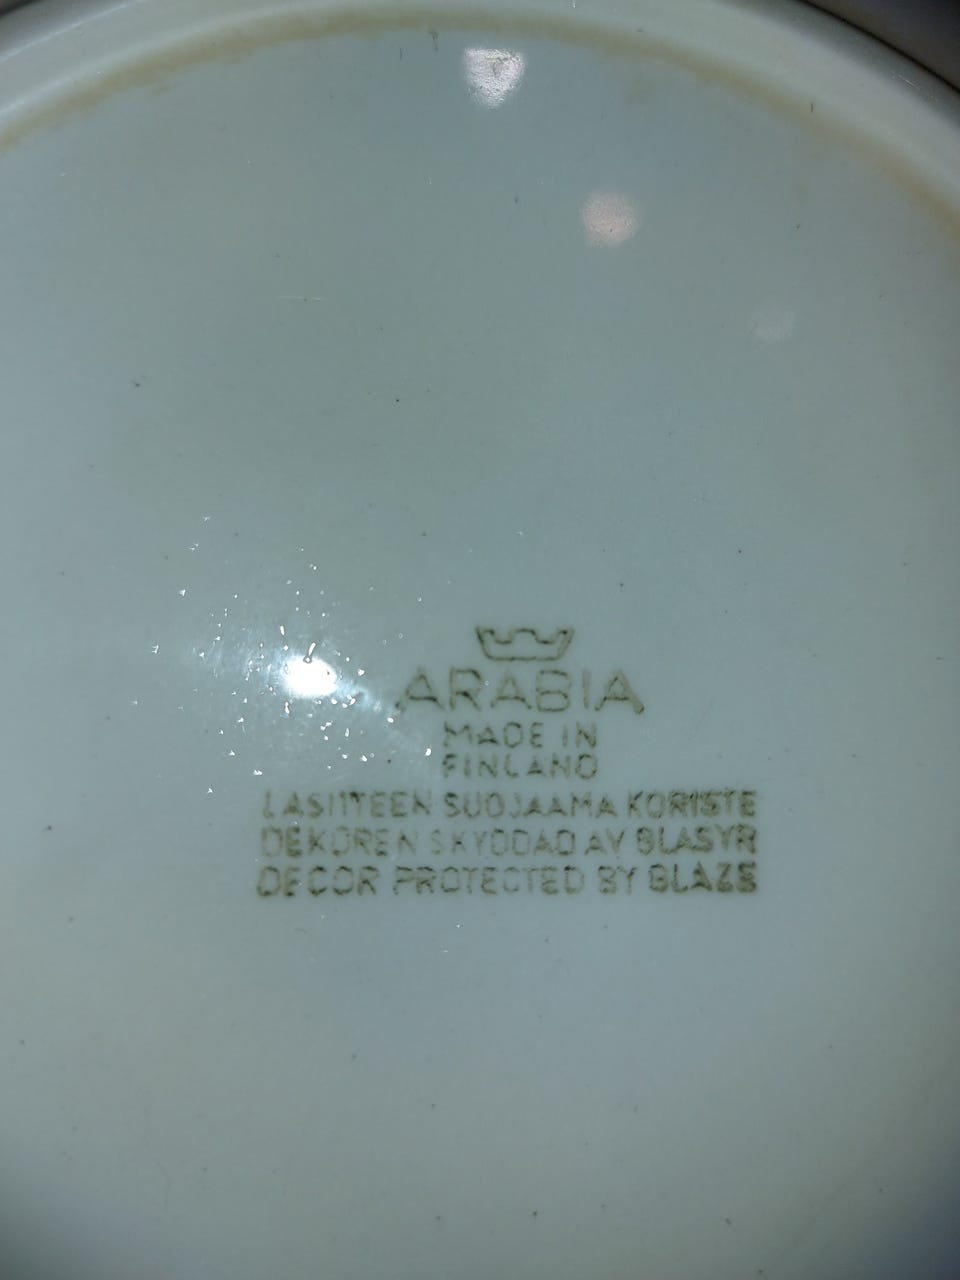 ARABIA
MADE IN
FINLAND
LASITTEEN SUOJAAMA KORISTE
DEKOREN SKYDDAD AV GLASYR
DECOR PROTECTED BY GLAZE